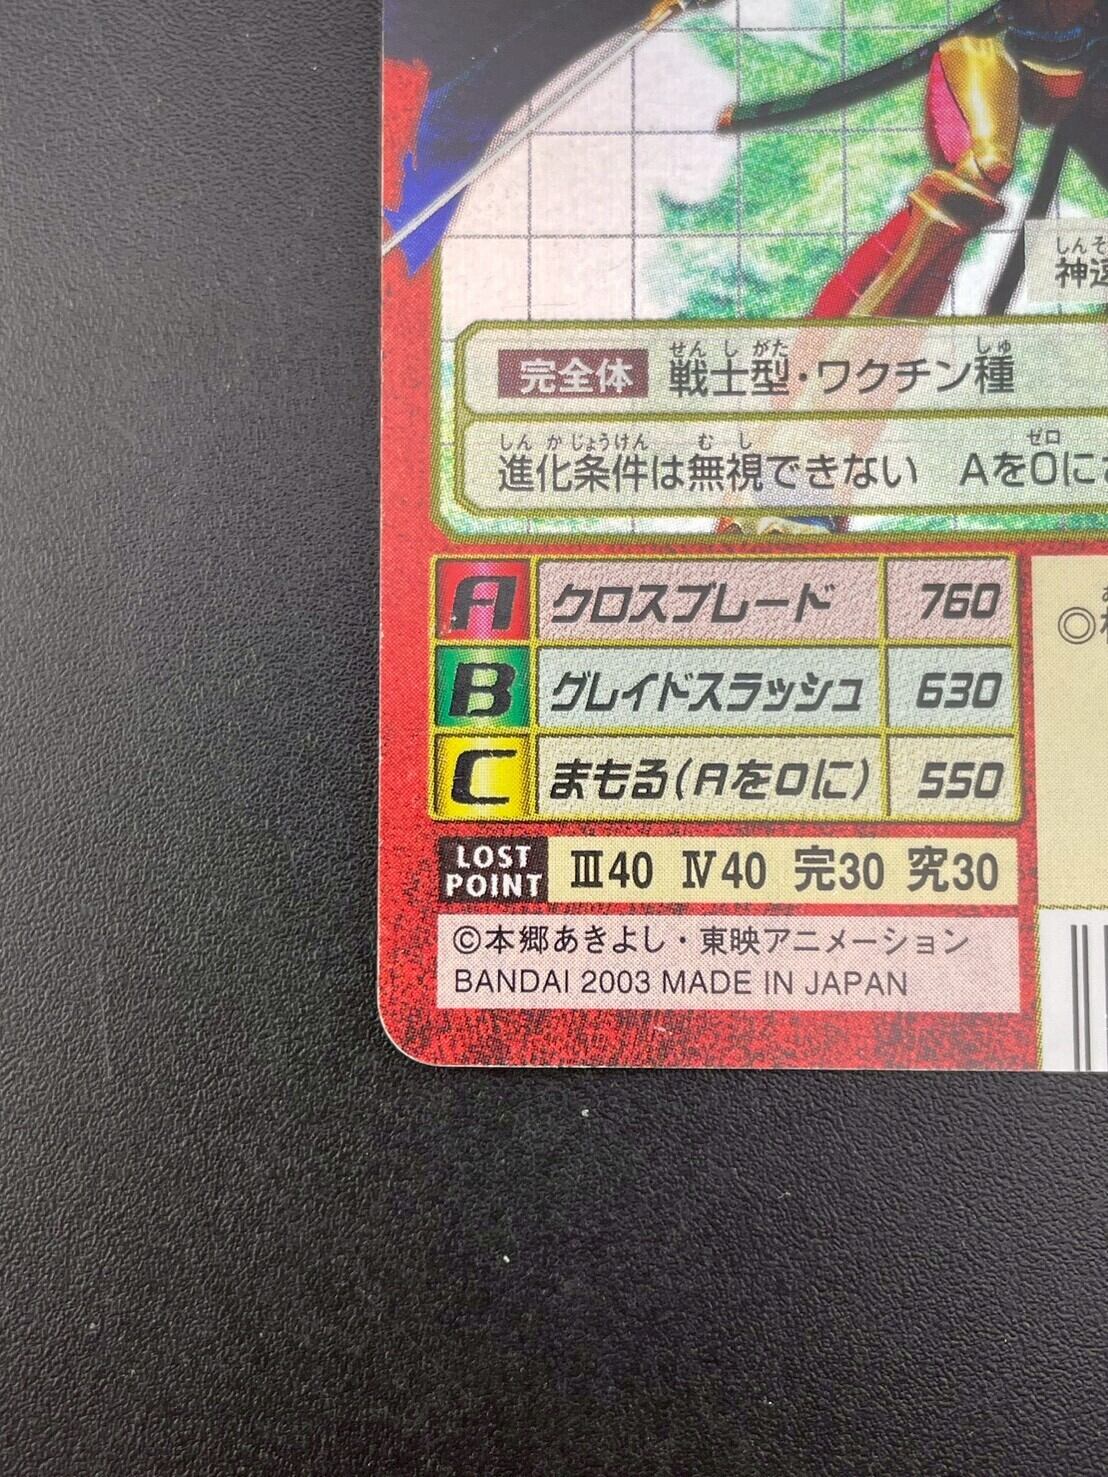 しんそ
神速
完全体 せんしがた しゅ
戦士型・ワクチン種
しんかじょうけん むし ゼロ
進化条件は無視できない Aを0に
A クロスブレード 760
B グレイドスラッシュ 630
C まもる(Aを0に) 550
LOST POINT Ⅲ40 Ⅳ40 完30 究30
©本郷あきよし・東映アニメーション
BANDAI 2003 MADE IN JAPAN
◎